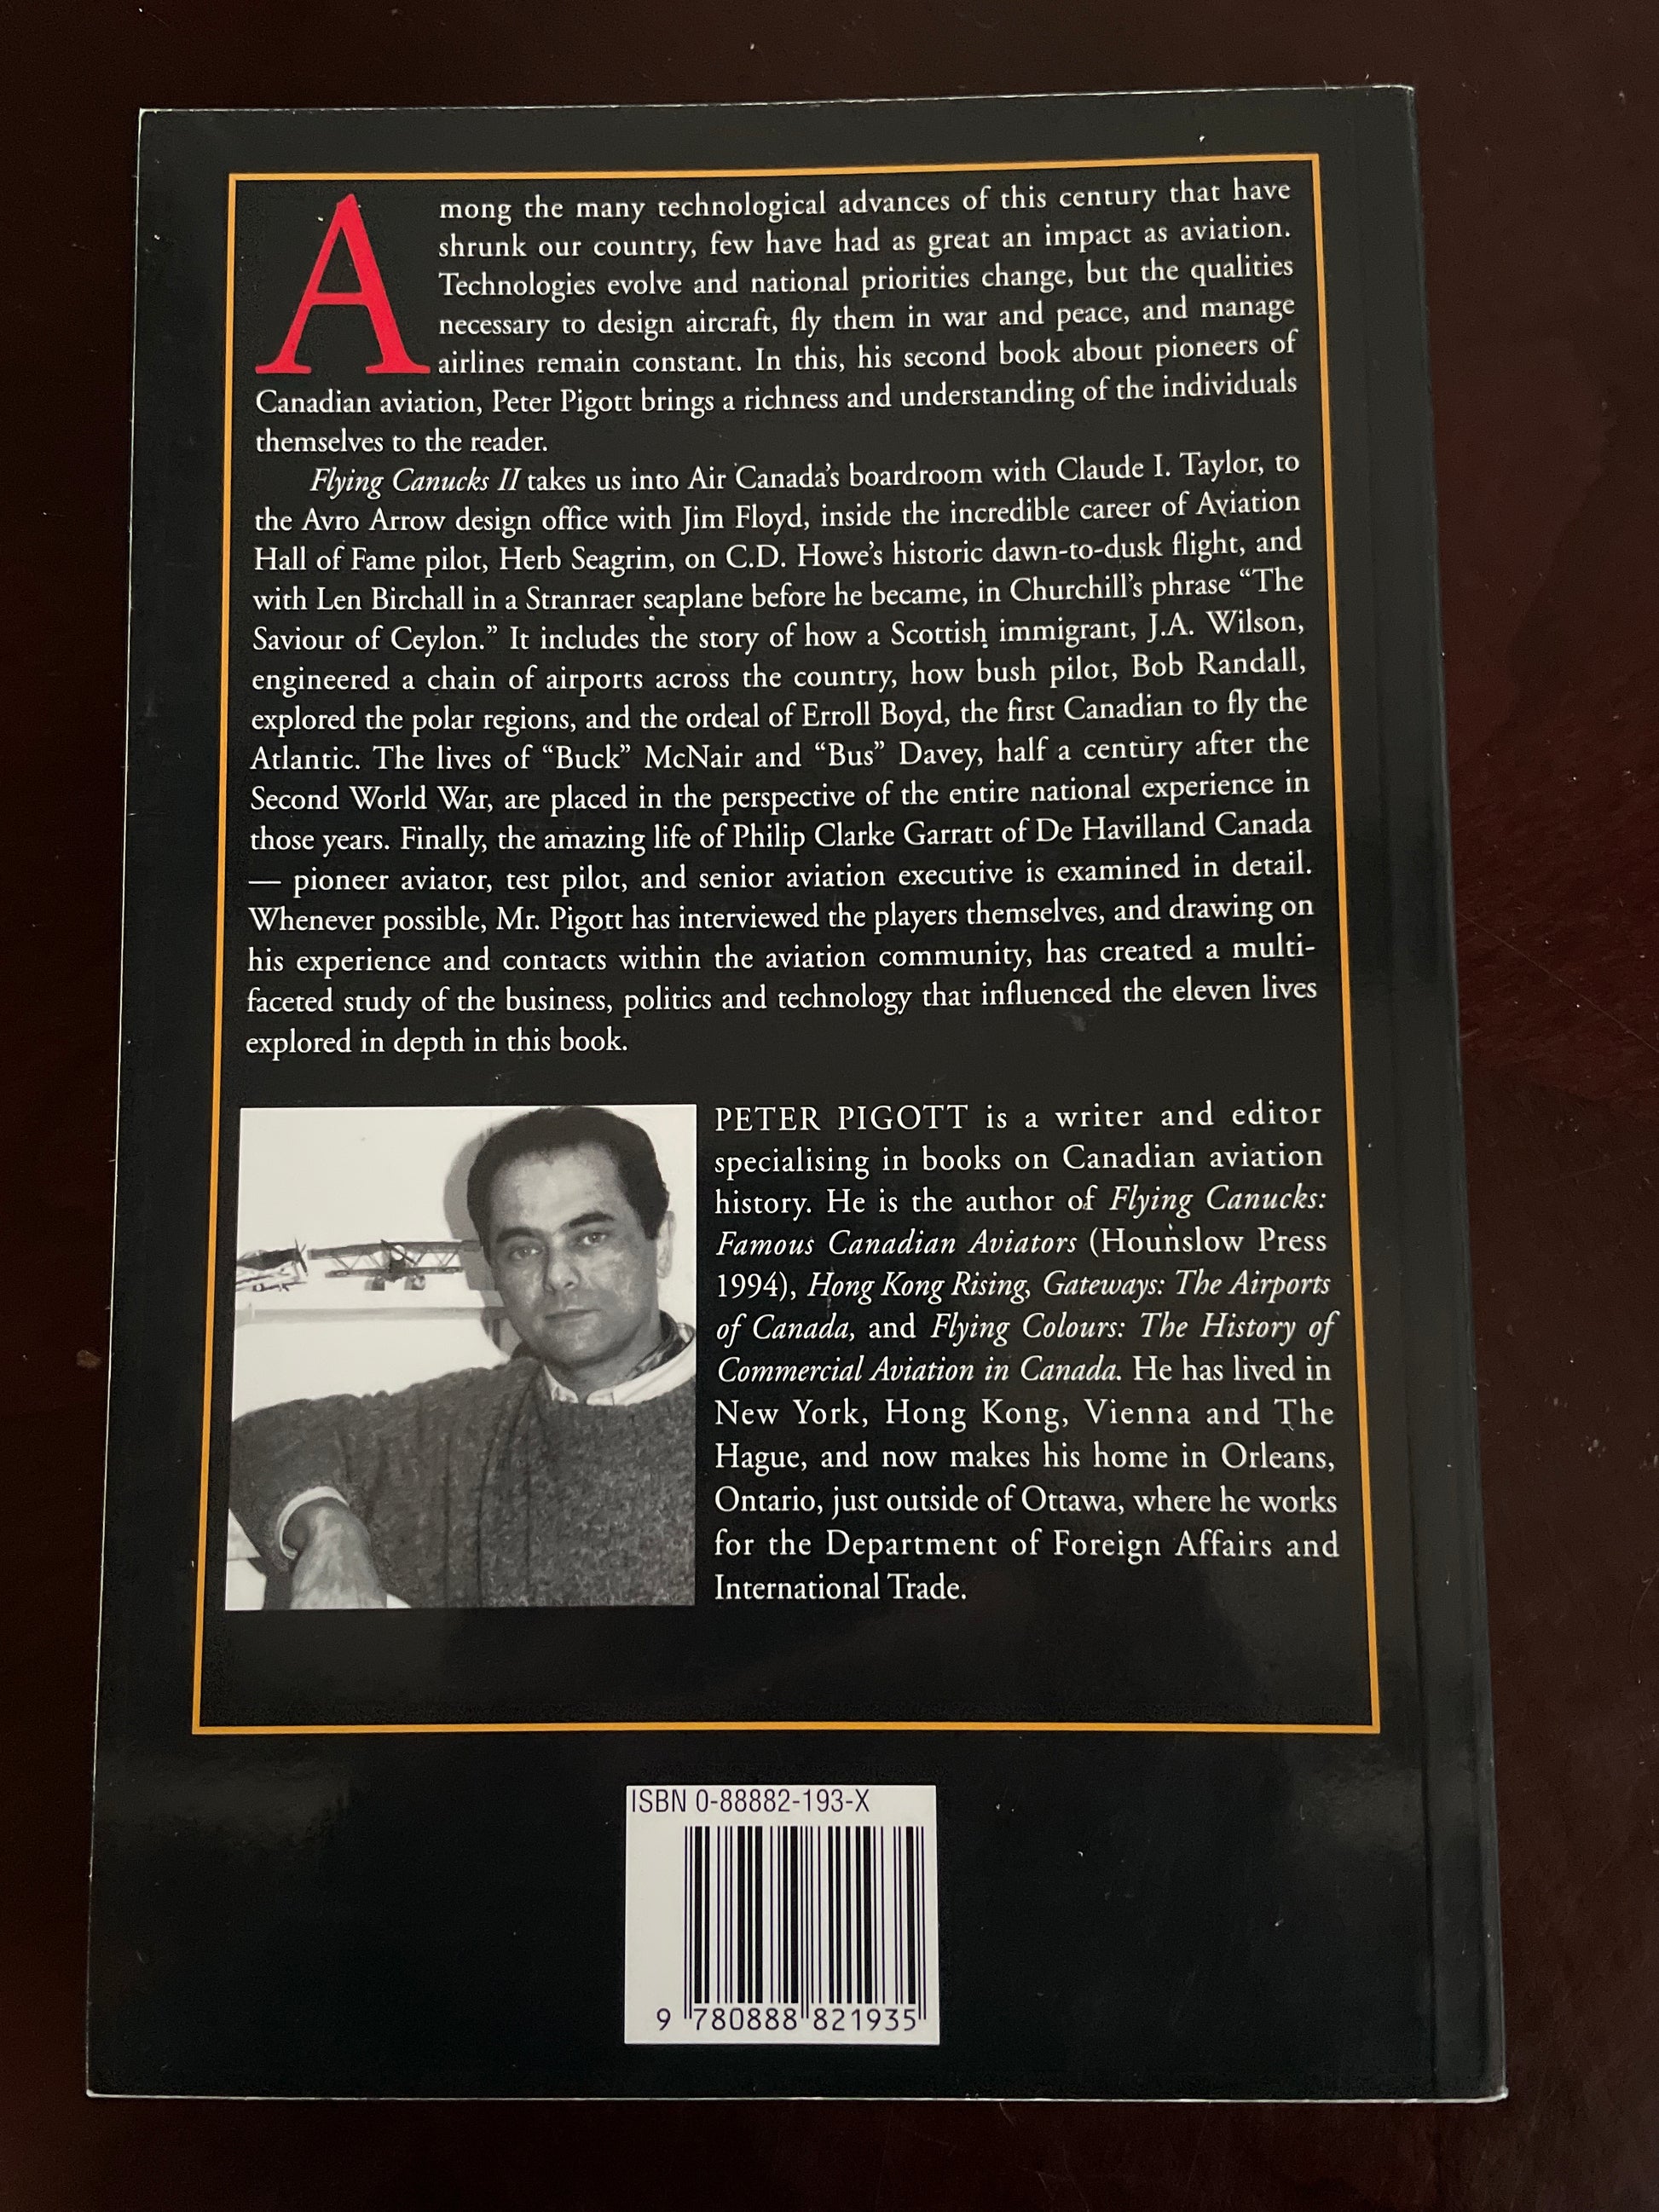 Among the many technological advances of this century that have
shrunk our country, few have had as great an impact as aviation.
Technologies evolve and national priorities change, but the qualities
necessary to design aircraft, fly them in war and peace, and manage
airlines remain constant. In this, his second book about pioneers of
Canadian aviation, Peter Pigott brings a richness and understanding of the individuals
themselves to the reader.
Flying Canucks II takes us into Air Canada's boardroom with Claude I. Taylor, to
the Avro Arrow design office with Jim Floyd, inside the incredible career of Aviation
Hall of Fame pilot, Herb Seagrim, on C.D. Howe's historic dawn-to-dusk flight, and
with Len Birchall in a Stranraer seaplane before he became, in Churchill's phrase “The
Saviour of Ceylon.” It includes the story of how a Scottish immigrant, J.A. Wilson,
engineered a chain of airports across the country, how bush pilot, Bob Randall,
explored the polar regions, and the ordeal of Erroll Boyd, the first Canadian to fly the
Atlantic. The lives of “Buck” McNair and “Bus” Davey, half a century after the
Second World War, are placed in the perspective of the entire national experience in
those years. Finally, the amazing life of Philip Clarke Garratt of De Havilland Canada
— pioneer aviator, test pilot, and senior aviation executive is examined in detail.
Whenever possible, Mr. Pigott has interviewed the players themselves, and drawing on
his experience and contacts within the aviation community, has created a multi-
faceted study of the business, politics and technology that influenced the eleven lives
explored in depth in this book.
PETER PIGOTT is a writer and editor
specialising in books on Canadian aviation
history. He is the author of Flying Canucks:
Famous Canadian Aviators (Hounslow Press
1994), Hong Kong Rising, Gateways: The Airports
of Canada, and Flying Colours: The History of
Commercial Aviation in Canada. He has lived in
New York, Hong Kong, Vienna and The
Hague, and now makes his home in Orleans,
Ontario, just outside of Ottawa, where he works
for the Department of Foreign Affairs and
International Trade.
ISBN 0-88882-193-X
9 780888 821935